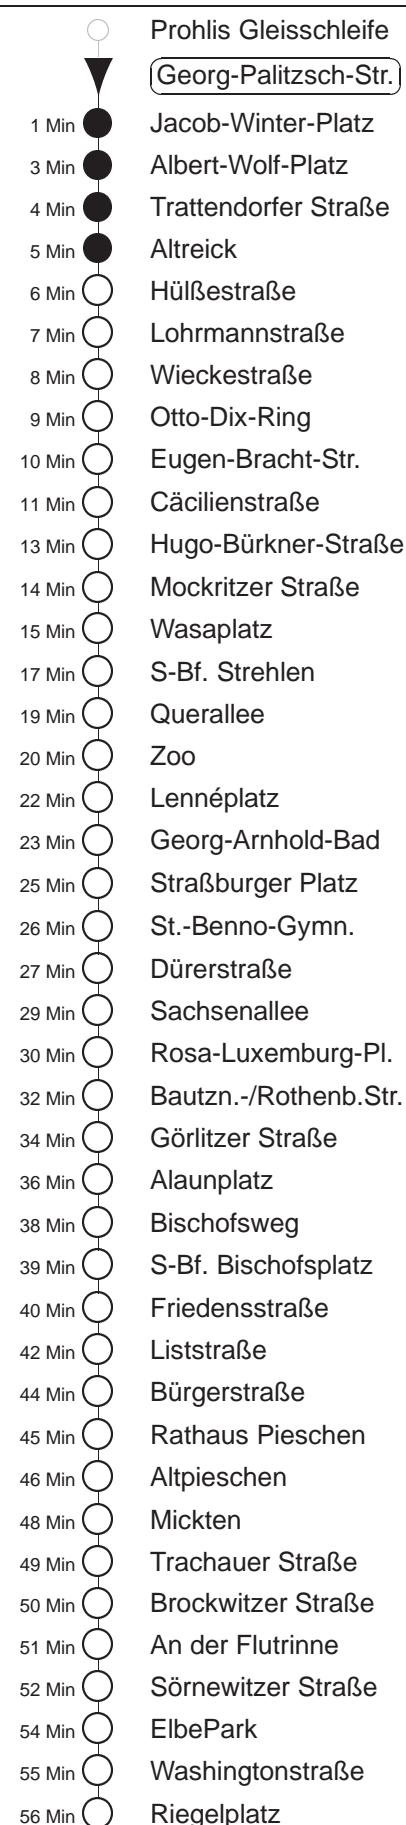 Prohlis Gleisschleife
Georg-Palitzsch-Str.
1 Min Jacob-Winter-Platz
3 Min Albert-Wolf-Platz
4 Min Trattendorfer Straße
5 Min Altreick
6 Min Hülßestraße
7 Min Lohrmannstraße
8 Min Wieckestraße
9 Min Otto-Dix-Ring
10 Min Eugen-Bracht-Str.
11 Min Cäcilienstraße
13 Min Hugo-Bürkner-Straße
14 Min Mockritzer Straße
15 Min Wasaplatz
17 Min S-Bf. Strehlen
19 Min Querallee
20 Min Zoo
22 Min Lennéplatz
23 Min Georg-Arnhold-Bad
25 Min Straßburger Platz
26 Min St.-Benno-Gymn.
27 Min Dürerstraße
29 Min Sachsenallee
30 Min Rosa-Luxemburg-Pl.
32 Min Bautzn.-/Rothenb.Str.
34 Min Görlitzer Straße
36 Min Alaunplatz
38 Min Bischofsweg
39 Min S-Bf. Bischofsplatz
40 Min Friedensstraße
42 Min Liststraße
44 Min Bürgerstraße
45 Min Rathaus Pieschen
46 Min Altpieschen
48 Min Mickten
49 Min Trachauer Straße
50 Min Brockwitzer Straße
51 Min An der Flutrinne
52 Min Sörnewitzer Straße
54 Min ElbePark
55 Min Washingtonstraße
56 Min Riegelplatz